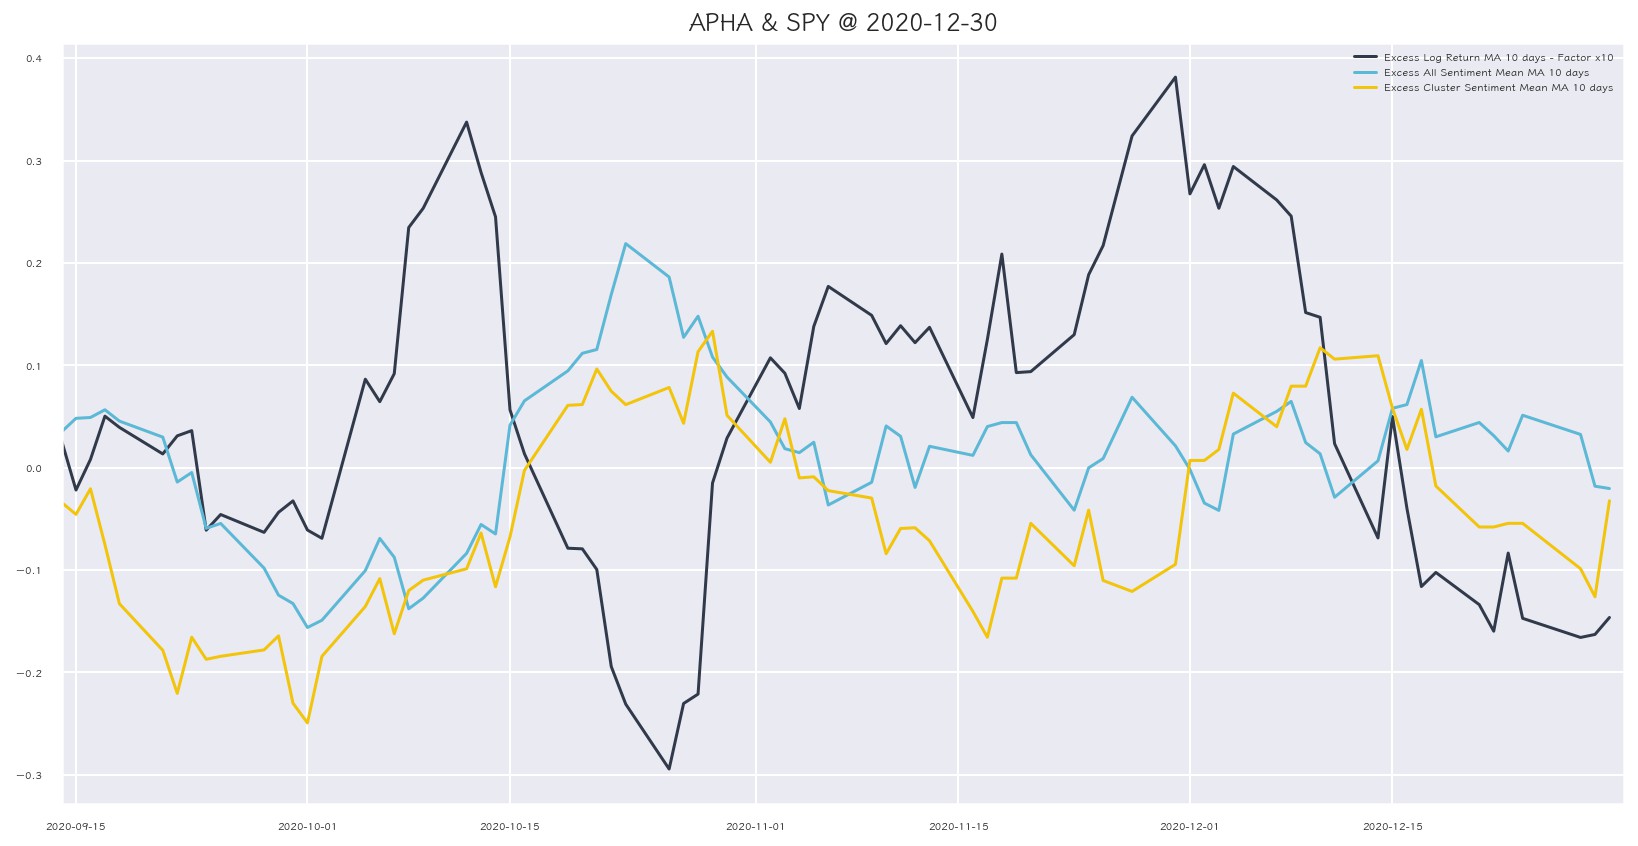 APHA & SPY @ 2020-12-30
Excess Log Return MA 10 days - Factor x10
Excess All Sentiment Mean MA 10 days
Excess Cluster Sentiment Mean MA 10 days
0.4
0.3
0.2
0.1
0.0
−0.1
−0.2
−0.3
2020-09-15 2020-10-01 2020-10-15 2020-11-01 2020-11-15 2020-12-01 2020-12-15